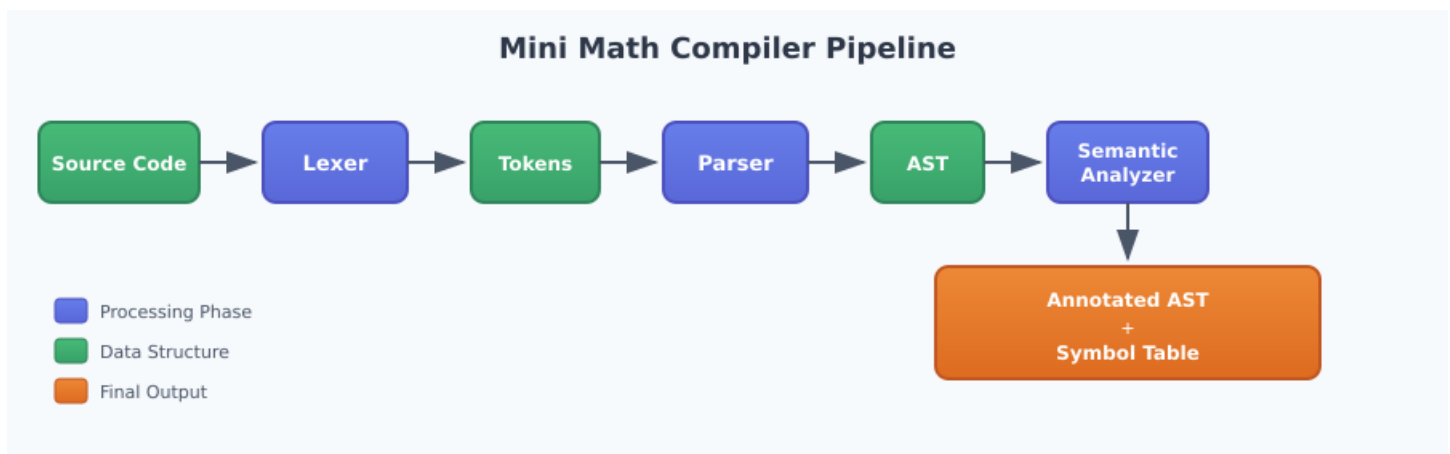 Mini Math Compiler Pipeline
Source Code
Lexer
Tokens
Parser
AST
Semantic
Analyzer
Annotated AST
+
Symbol Table
Processing Phase
Data Structure
Final Output